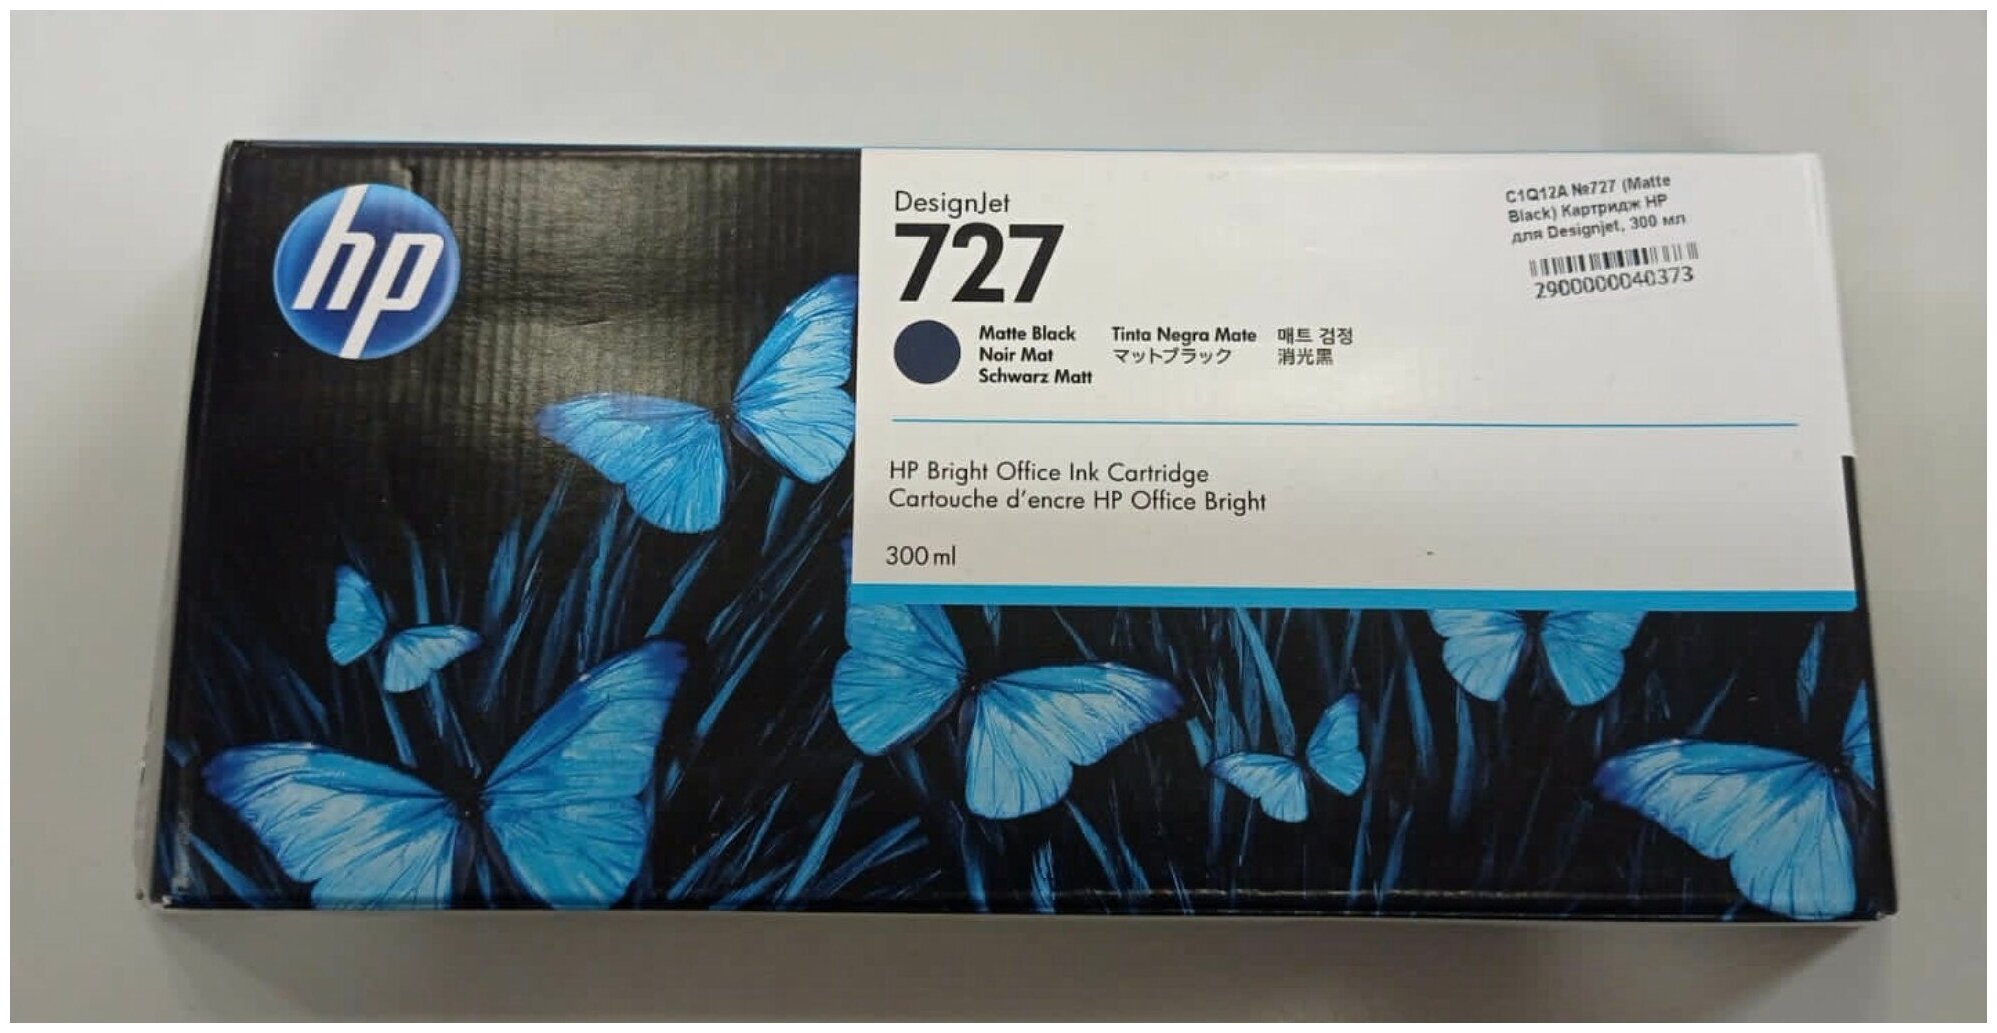 hp
DesignJet
727
Matte Black
Noir Mat
Schwarz Matt
Tinta Negra Mate
マットブラック
매트 검정
消光黒
HP Bright Office Ink Cartridge
Cartouche d'encre HP Office Bright
300 ml
C1Q12A №727 (Matte
Black) Картридж HP
для Designjet, 300 мл
2900000040373